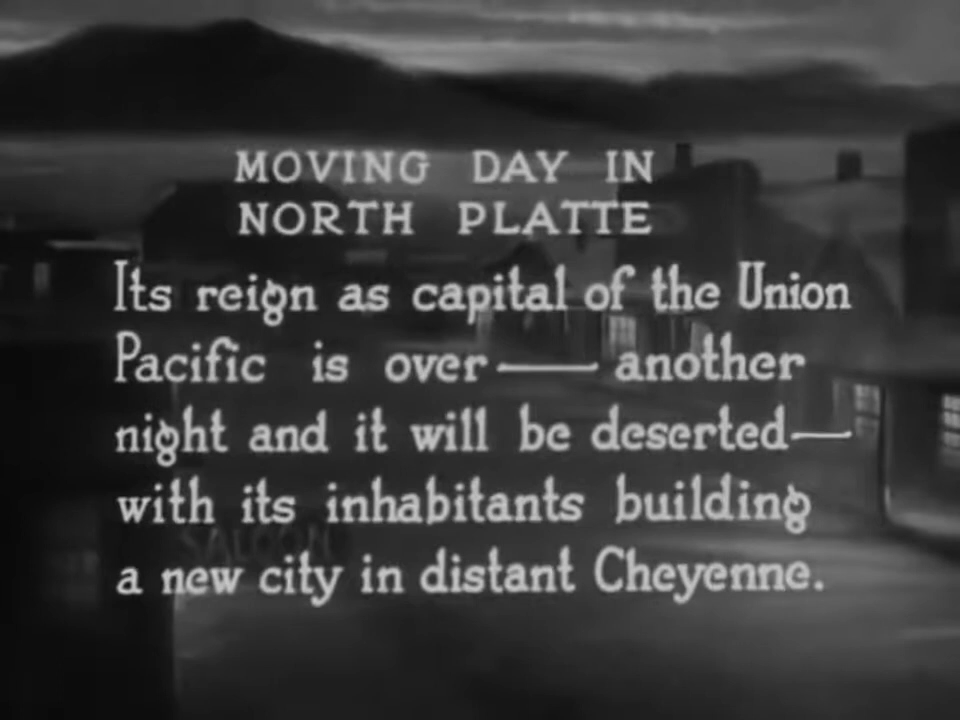 MOVING DAY IN
NORTH PLATTE
Its reign as capital of the Union
Pacific is over — another
night and it will be deserted —
with its inhabitants building
a new city in distant Cheyenne.
SALOON